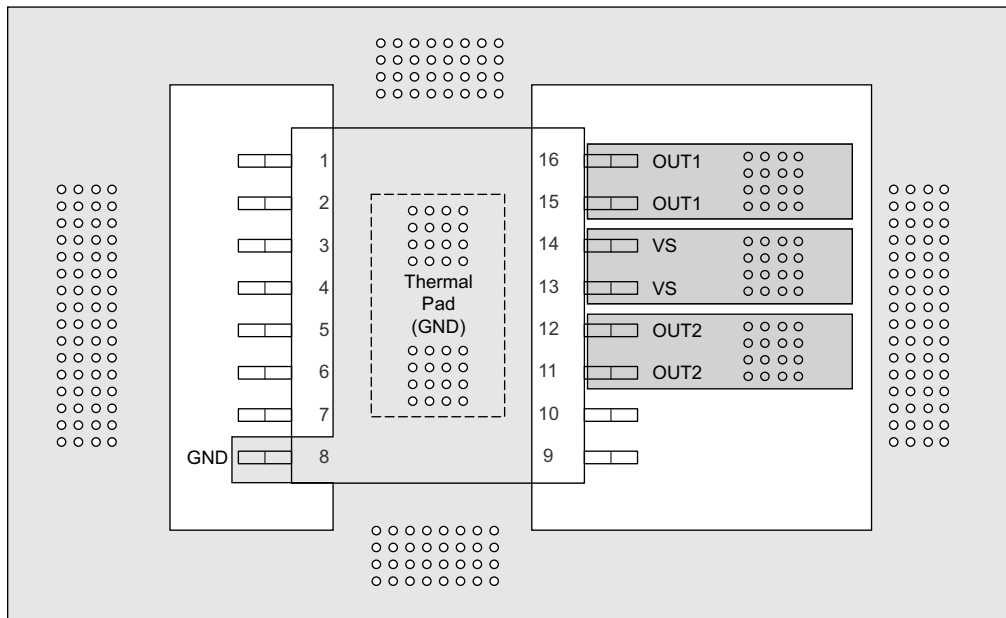 1 16 OUT1
2 15 OUT1
3 14 VS
4 Thermal 13 VS
Pad
5 (GND) 12 OUT2
6 11 OUT2
7 10
GND 8 9